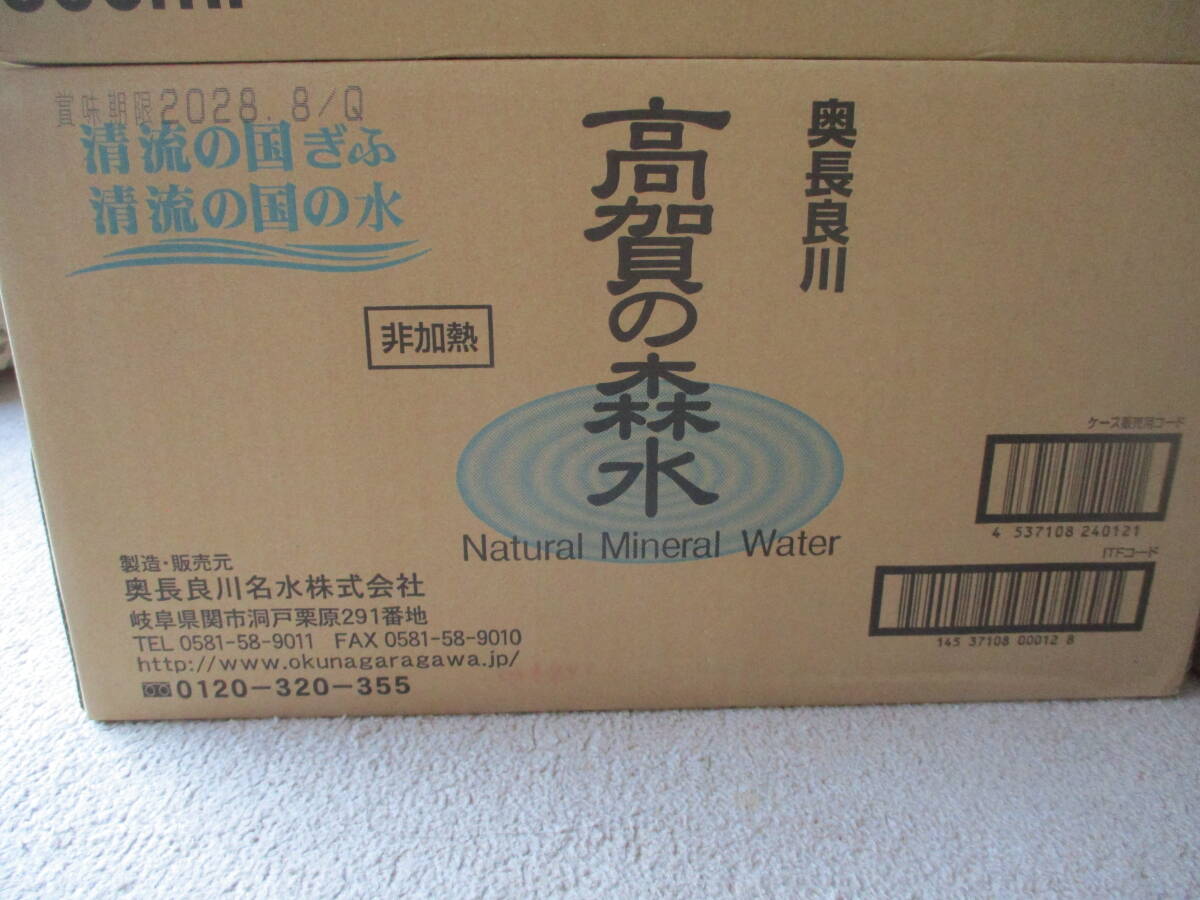 賞味期限 2028. 8/Q
清流の国ぎふ
清流の国の水
奥長良川
高賀の森水
非加熱
Natural Mineral Water
ケース販売用コード
4 537108 240121
ITFコード
145 37108 00012 8
製造・販売元
奥長良川名水株式会社
岐阜県関市洞戸栗原291番地
TEL 0581-58-9011 FAX 0581-58-9010
http://www.okunagaragawa.jp/
0120-320-355